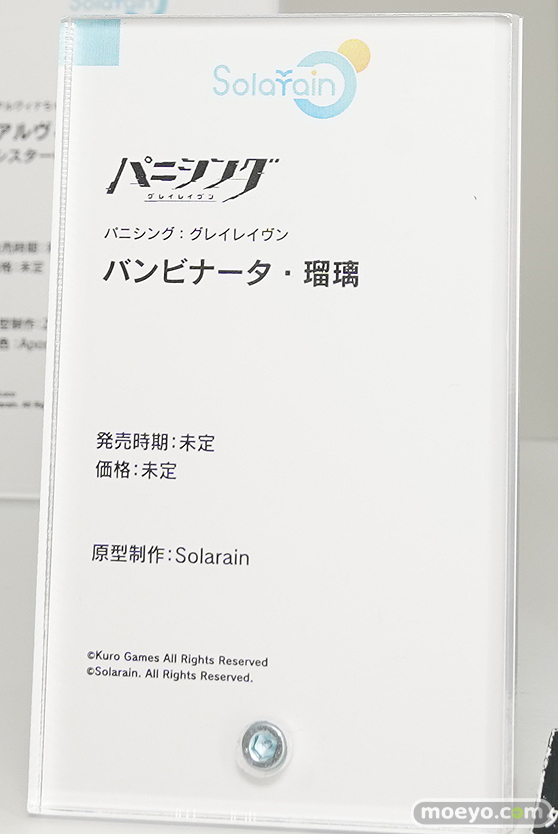 Solarain
パニシング
グレイレイヴン
パニシング：グレイレイヴン
バンビナータ・瑠璃
発売時期：未定
価格：未定
原型制作：Solarain
©Kuro Games All Rights Reserved
©Solarain. All Rights Reserved.
moeyo.com